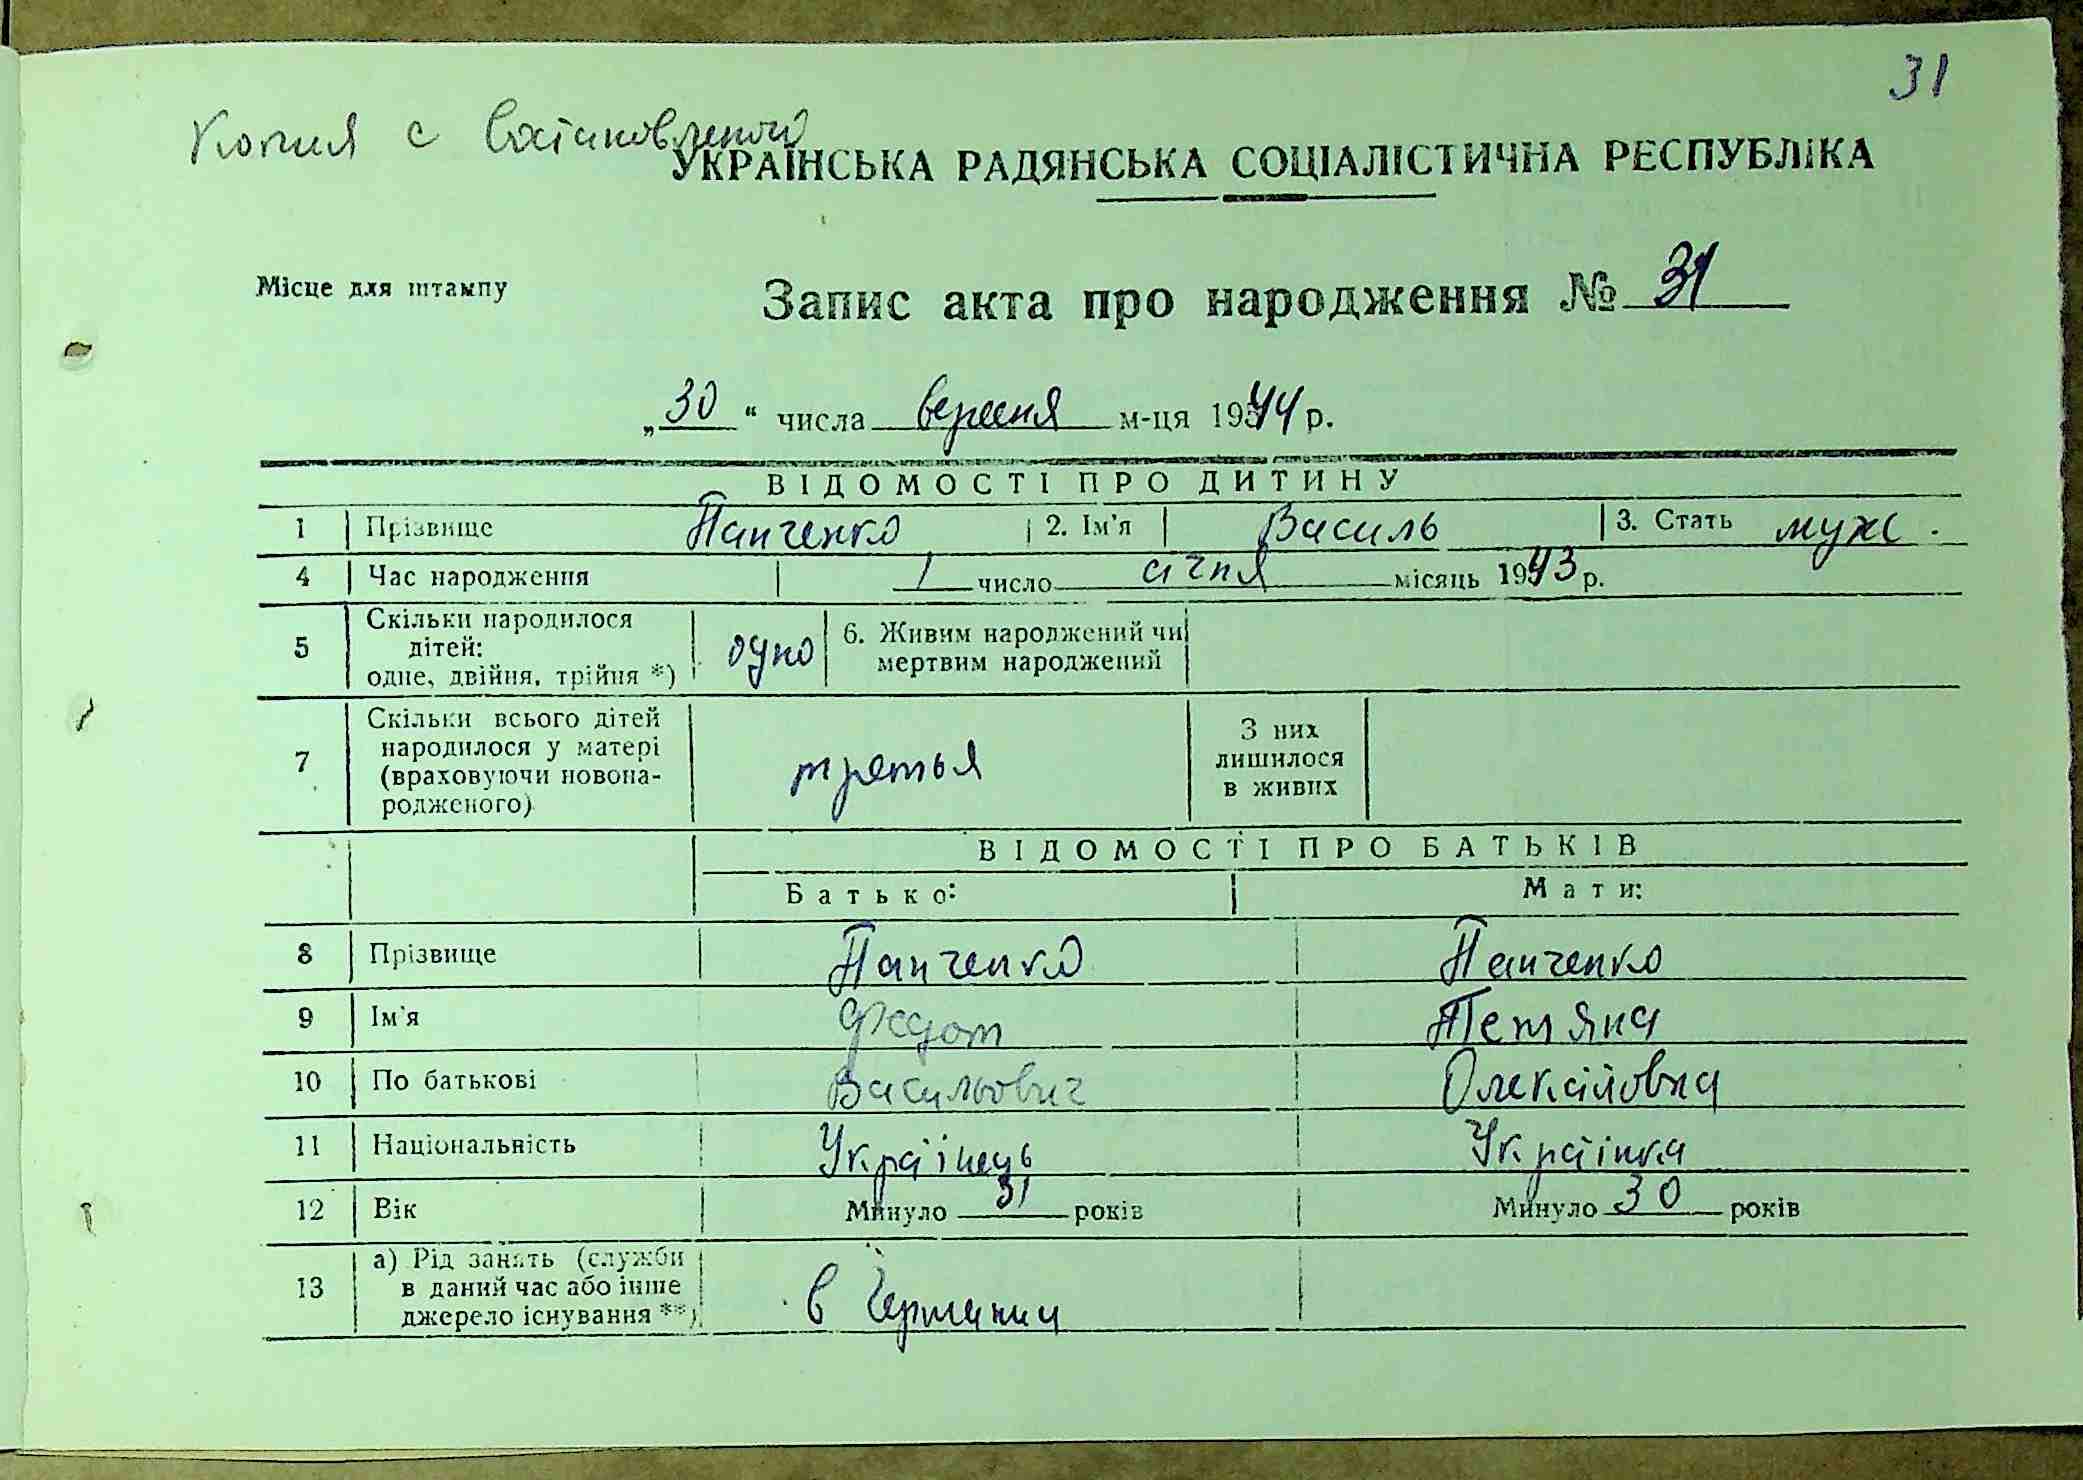 31
Копия с Востановленой
УКРАЇНСЬКА РАДЯНСЬКА СОЦІАЛІСТИЧНА РЕСПУБЛІКА
Місце для штампу
Запис акта про народження № 31
„30“ числа вересня м-ця 1944 р.
ВІДОМОСТІ ПРО ДИТИНУ
1 Прізвище Панченко 2. Ім'я Василь 3. Стать муж.
4 Час народження 1 число січня місяць 1943 р.
5 Скільки народилося дітей: одне, двійня, трійня *) одно 6. Живим народжений чи мертвим народжений
7 Скільки всього дітей народилося у матері (враховуючи новона-родженого) третья З них лишилося в живих
ВІДОМОСТІ ПРО БАТЬКІВ
Батько: Мати:
8 Прізвище Панченко Панченко
9 Ім'я Федот Тетяна
10 По батькові Васильович Олексіївна
11 Національність Українець Українка
12 Вік Минуло 31 років Минуло 30 років
13 а) Рід занять (служби в даний час або інше джерело існування **) в Германии